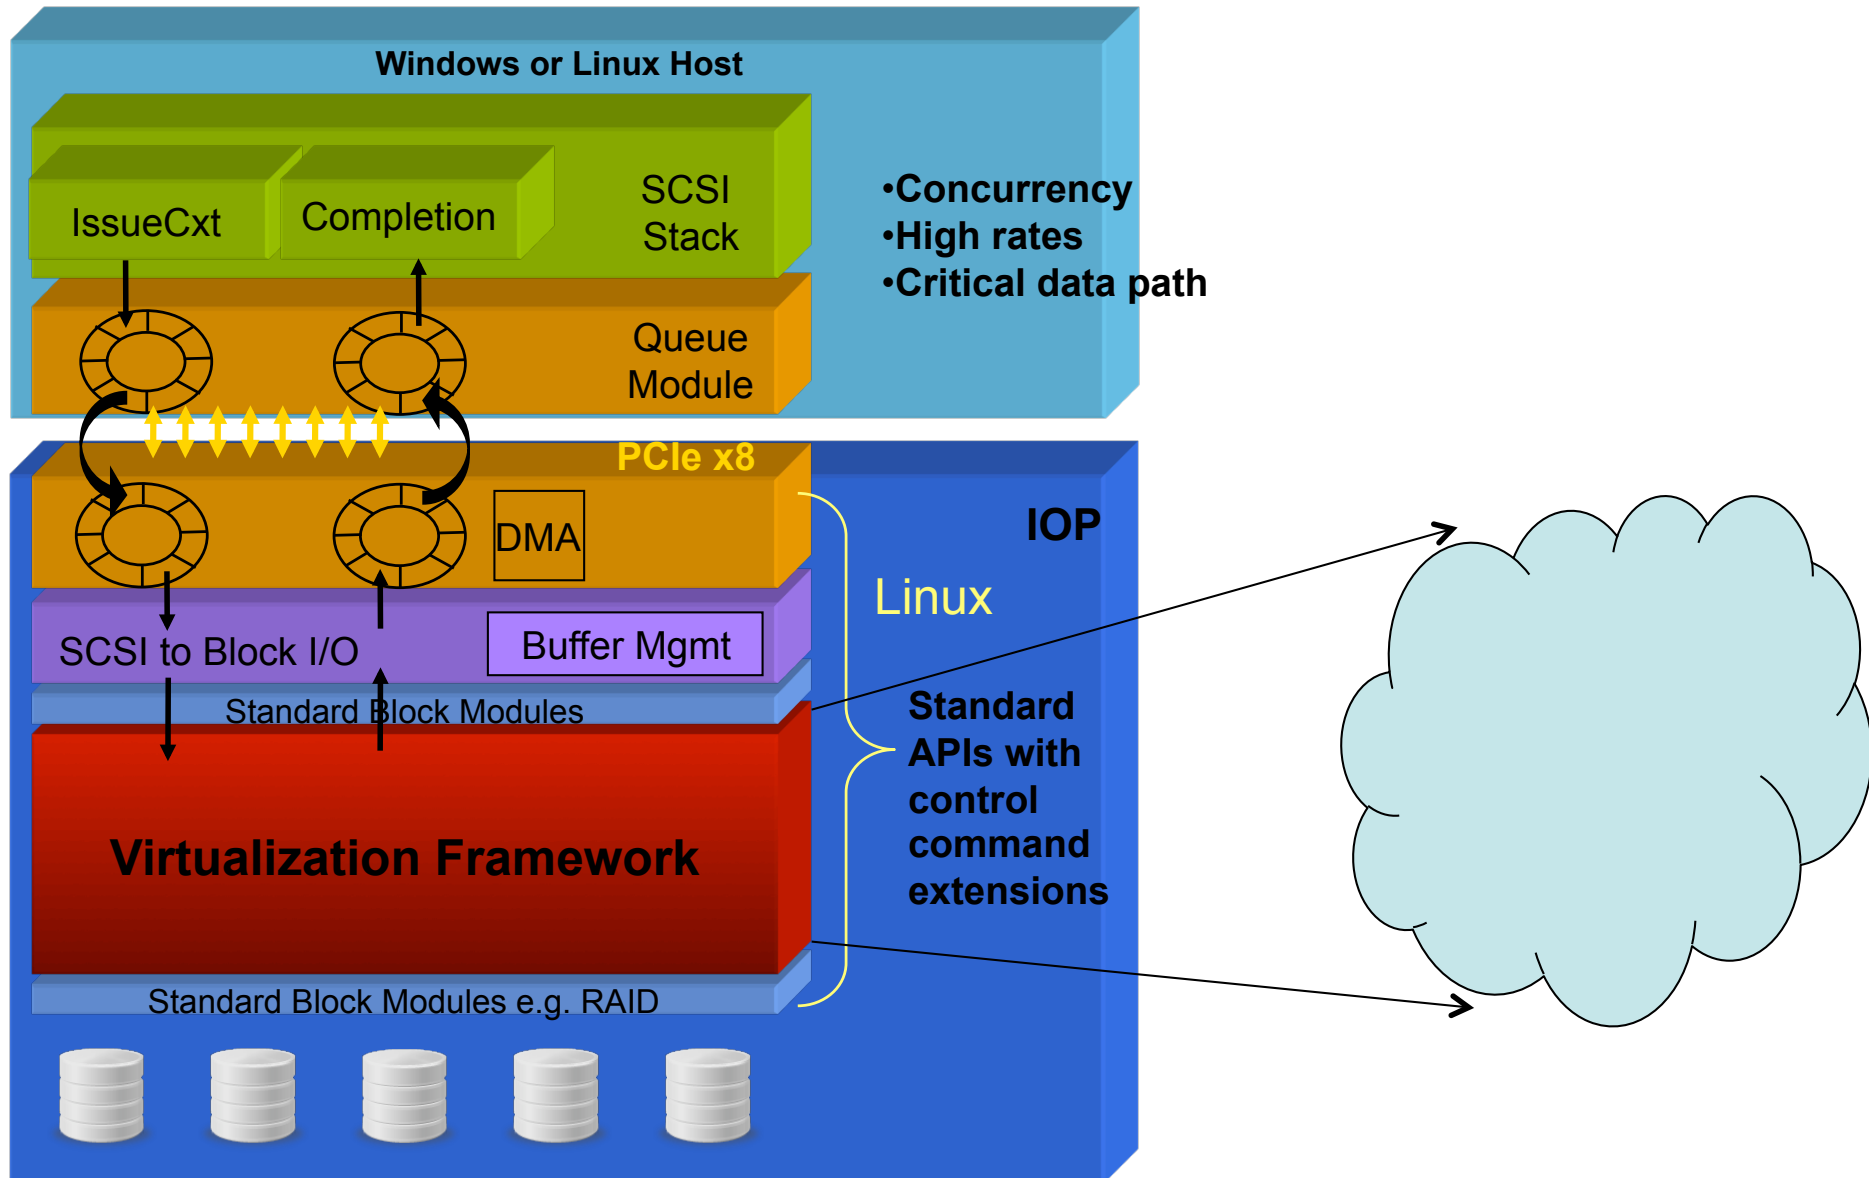 Windows or Linux Host
IssueCxt
Completion
SCSI
Stack
•Concurrency
•High rates
•Critical data path
Queue
Module
PCIe x8
DMA
IOP
Linux
SCSI to Block I/O
Buffer Mgmt
Standard Block Modules
Standard
APIs with
control
command
extensions
Virtualization Framework
Standard Block Modules e.g. RAID